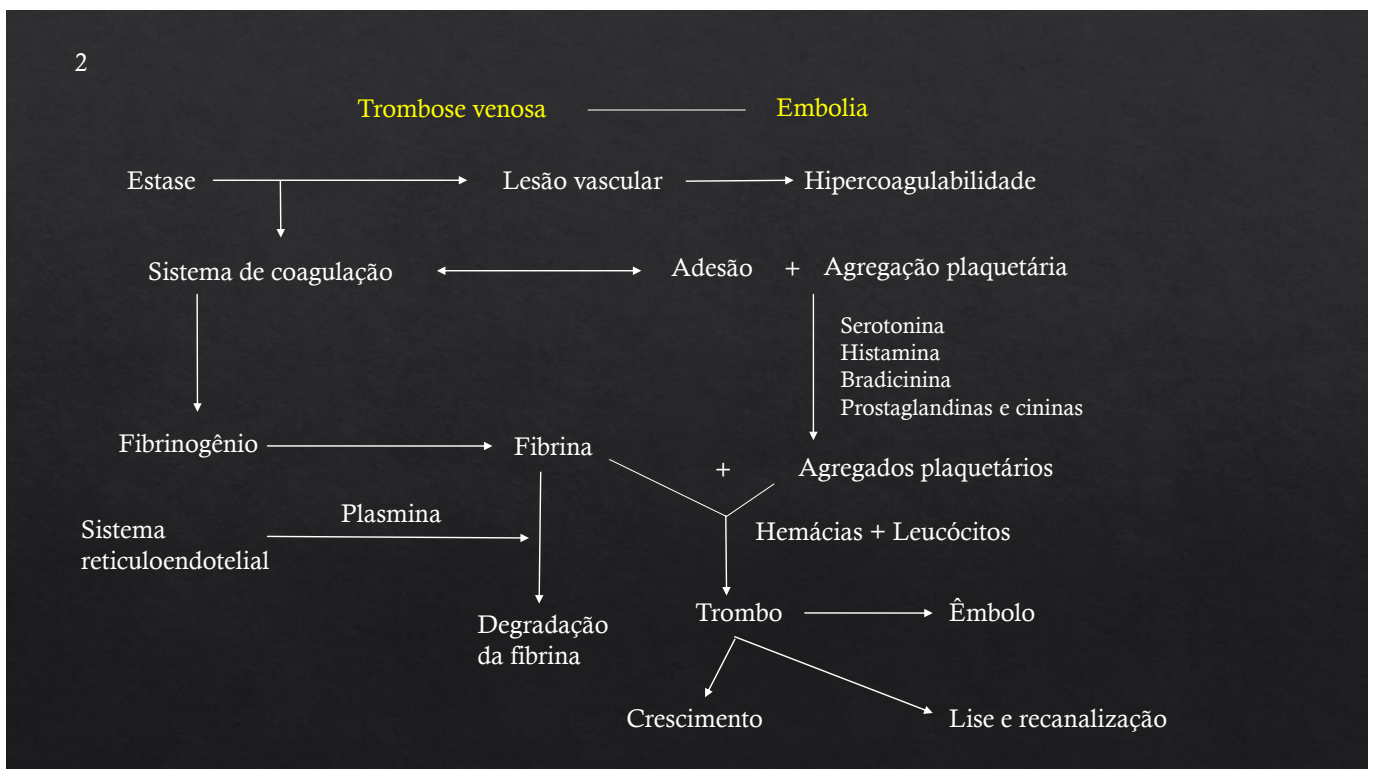 2
Trombose venosa
Embolia
Estase
Lesão vascular
Hipercoagulabilidade
Sistema de coagulação
Adesão + Agregação plaquetária
Serotonina
Histamina
Bradicinina
Prostaglandinas e cininas
Fibrinogênio
Fibrina
+
Agregados plaquetários
Plasmina
Sistema
reticuloendotelial
Hemácias + Leucócitos
Trombo
Êmbolo
Degradação
da fibrina
Crescimento
Lise e recanalização